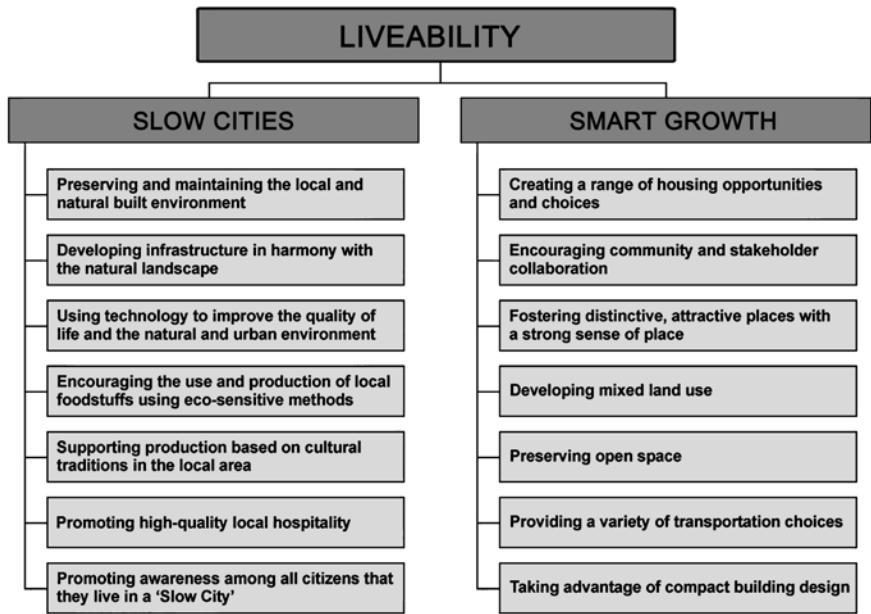 LIVEABILITY
SLOW CITIES
Preserving and maintaining the local and
natural built environment
Developing infrastructure in harmony with
the natural landscape
Using technology to improve the quality of
life and the natural and urban environment
Encouraging the use and production of local
foodstuffs using eco-sensitive methods
Supporting production based on cultural
traditions in the local area
Promoting high-quality local hospitality
Promoting awareness among all citizens that
they live in a ‘Slow City’
SMART GROWTH
Creating a range of housing opportunities
and choices
Encouraging community and stakeholder
collaboration
Fostering distinctive, attractive places with
a strong sense of place
Developing mixed land use
Preserving open space
Providing a variety of transportation choices
Taking advantage of compact building design